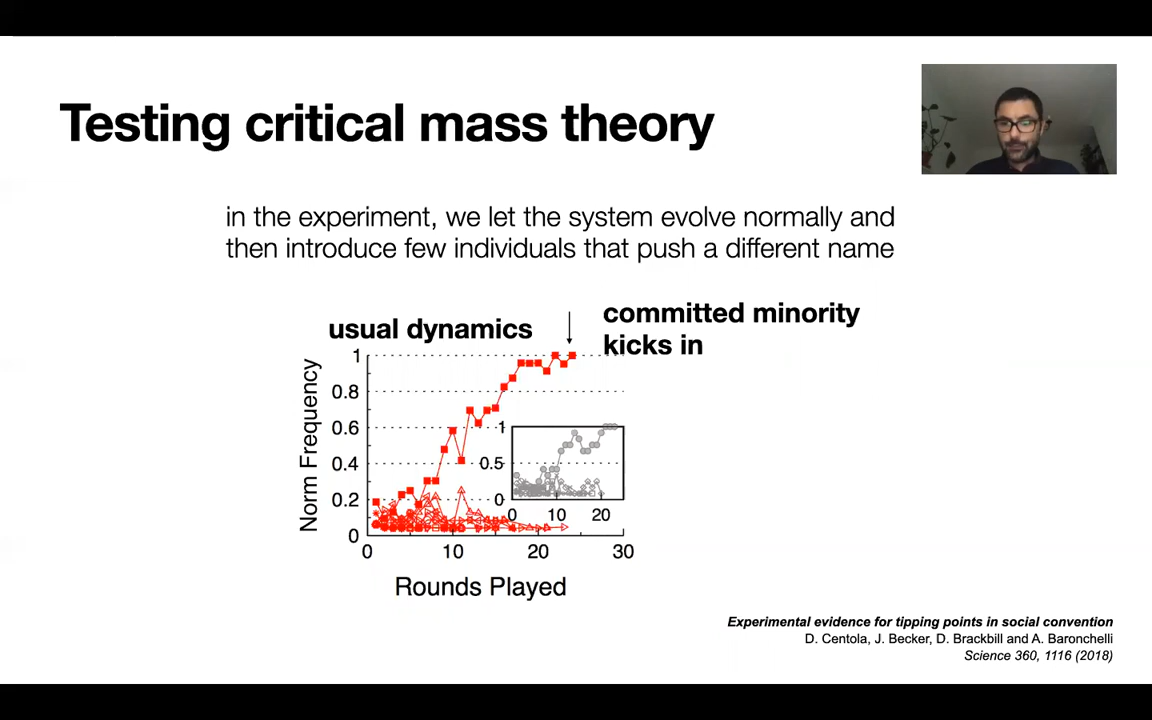 Testing critical mass theory
in the experiment, we let the system evolve normally and
then introduce few individuals that push a different name
usual dynamics
committed minority
kicks in
Norm Frequency
1
0.8
0.6
0.4
0.2
0
0
10
20
30
Rounds Played
1
0.5
0
0
10
20
Experimental evidence for tipping points in social convention
D. Centola, J. Becker, D. Brackbill and A. Baronchelli
Science 360, 1116 (2018)